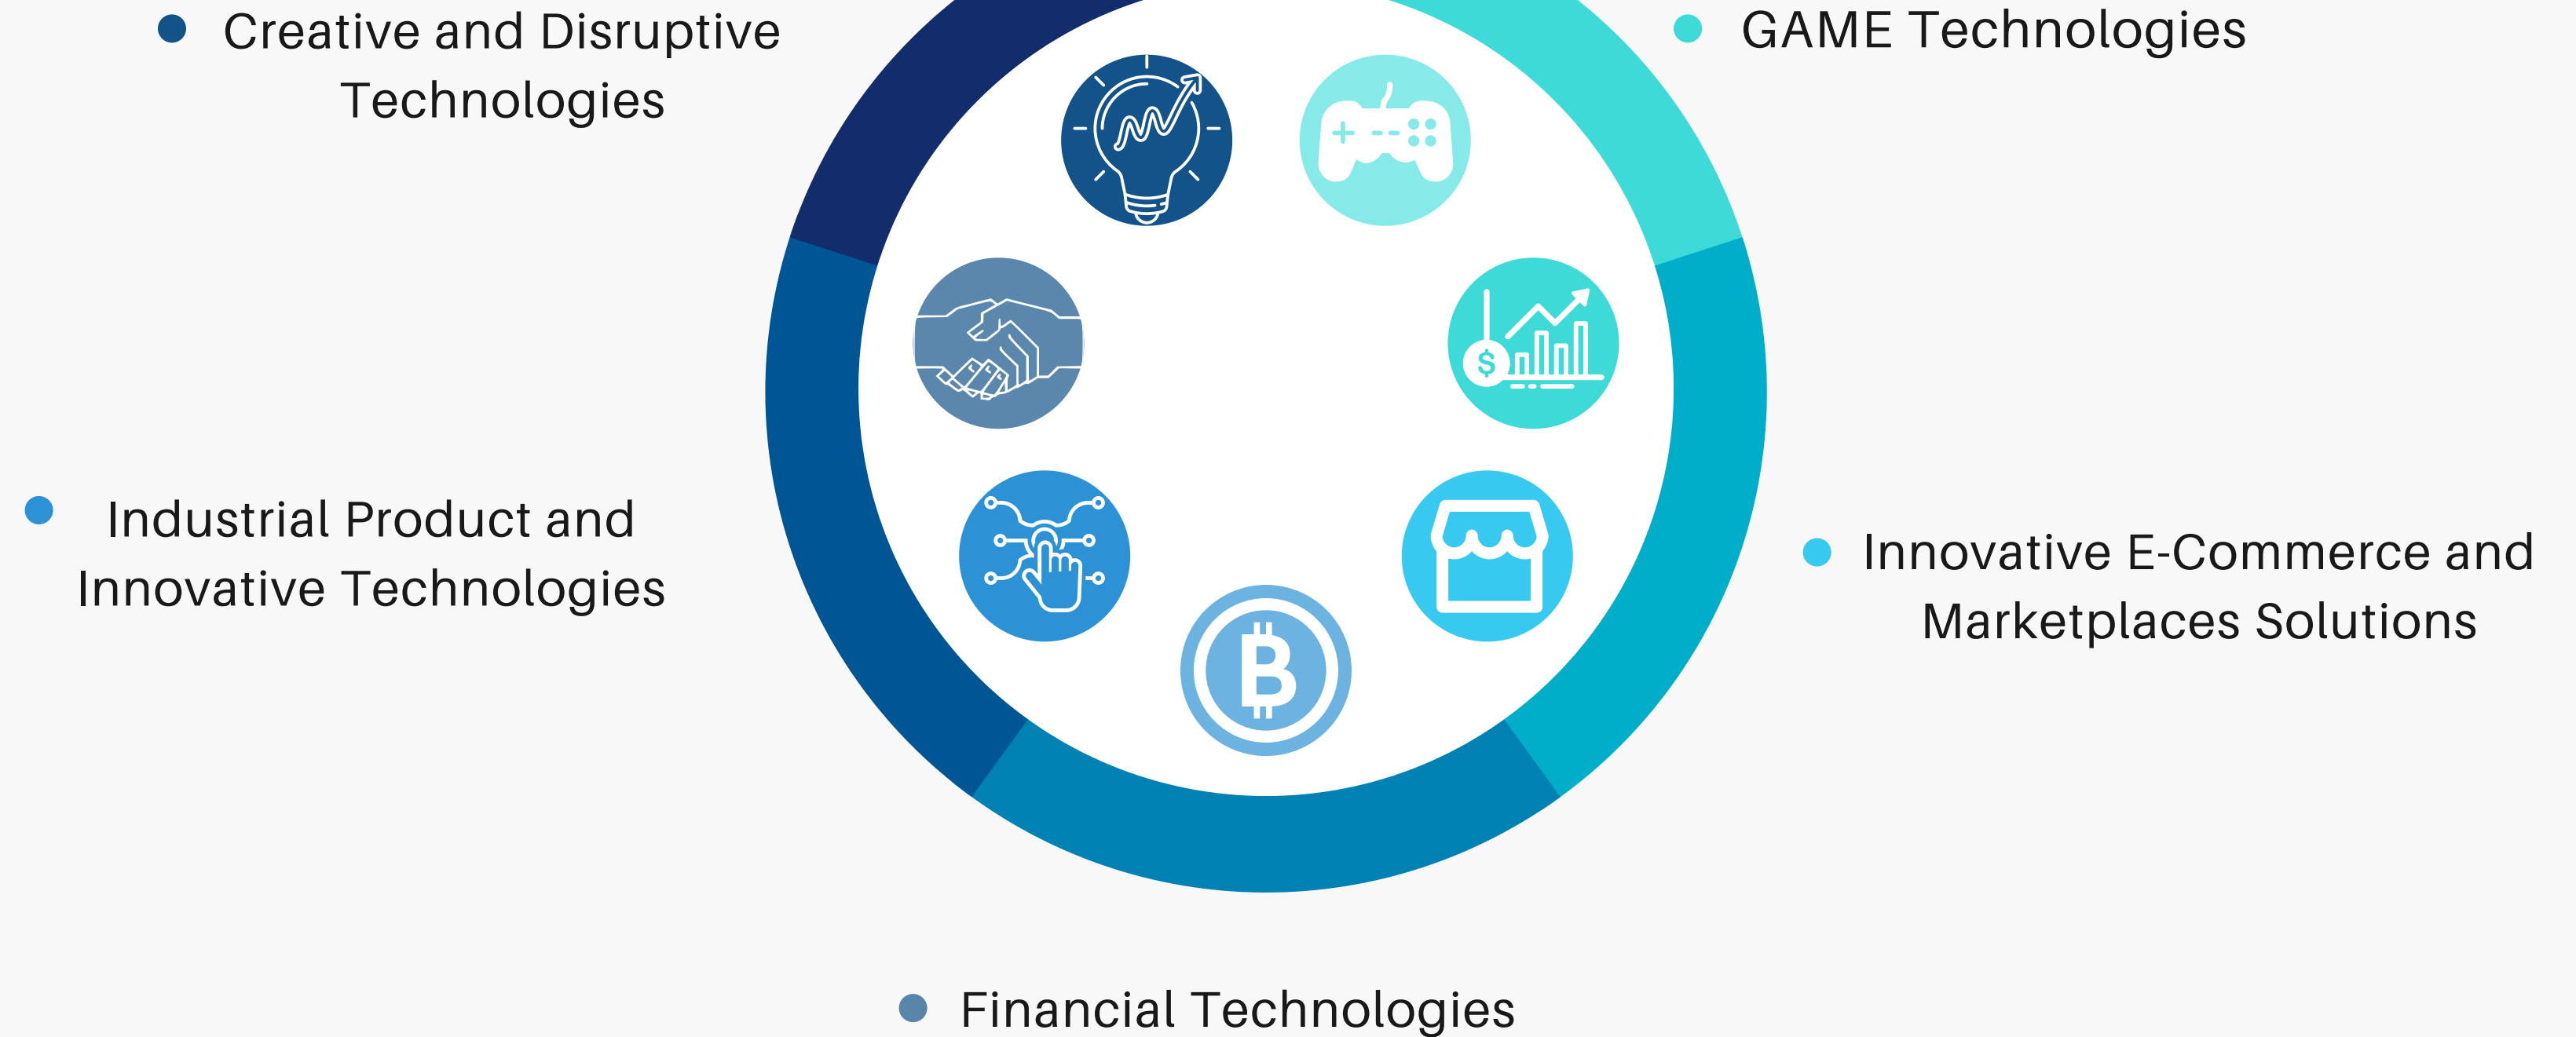 Creative and Disruptive
Technologies
GAME Technologies
$
Industrial Product and
Innovative Technologies
Innovative E-Commerce and
Marketplaces Solutions
Financial Technologies